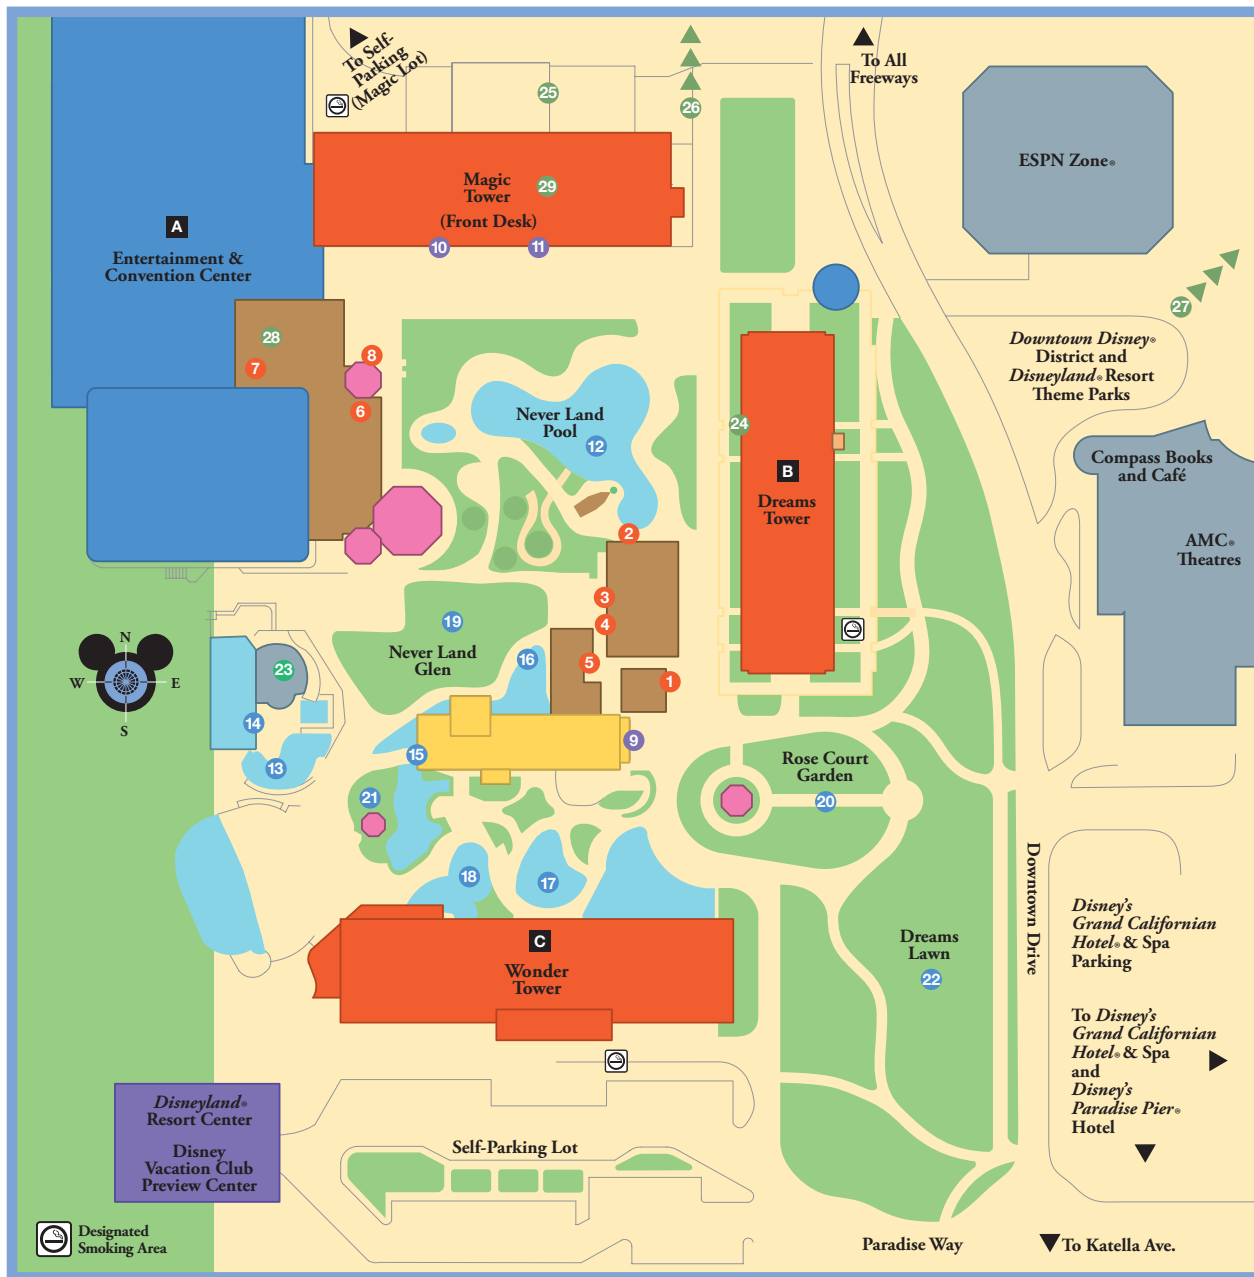 To Self-
Parking
(Magic Lot)
To All
Freeways
25
26
ESPN Zone®
Magic
Tower
29
(Front Desk)
10
11
A
Entertainment &
Convention Center
27
28
7
8
6
Downtown Disney®
District and
Disneyland® Resort
Theme Parks
Never Land
Pool
12
24
B
Dreams
Tower
Compass Books
and Café
AMC®
Theatres
2
3
4
5
1
19
Never Land
Glen
16
N
W
E
S
23
14
13
15
9
21
Rose Court
Garden
20
18
17
Downtown Drive
Disney's
Grand Californian
Hotel® & Spa
Parking
C
Wonder
Tower
Dreams
Lawn
22
To Disney's
Grand Californian
Hotel® & Spa
and
Disney's
Paradise Pier®
Hotel
Disneyland®
Resort Center
Disney
Vacation Club
Preview Center
Self-Parking Lot
Designated
Smoking Area
Paradise Way
To Katella Ave.